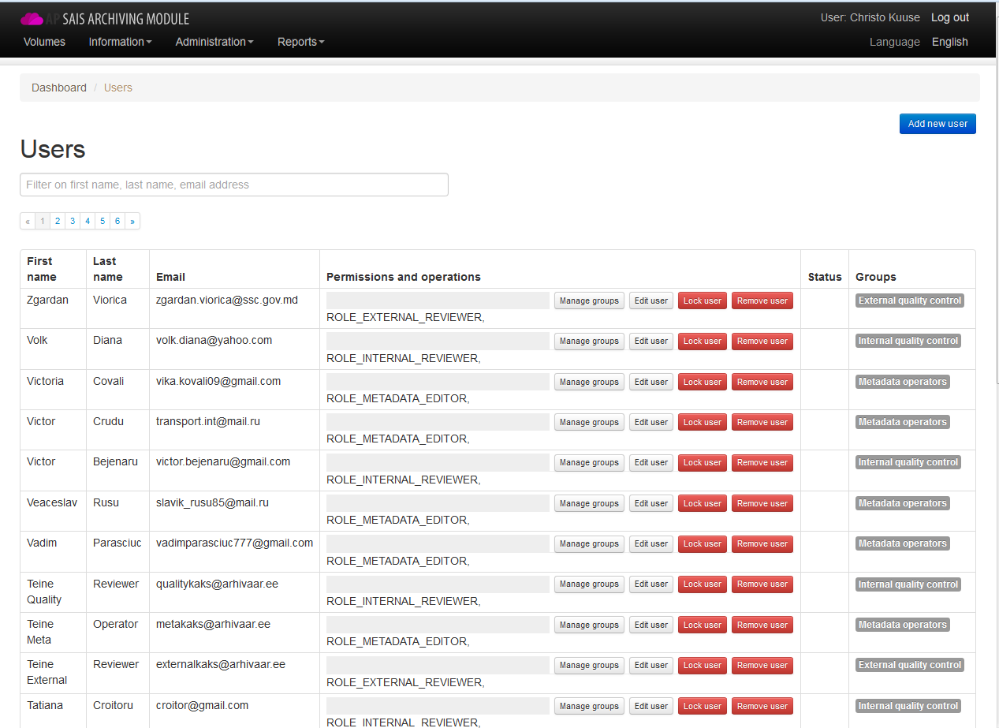 AP SAIS ARCHIVING MODULE
User: Christo Kuuse Log out
Volumes Information Administration Reports
Language English
Dashboard / Users
Add new user
Users
Filter on first name, last name, email address
« 1 2 3 4 5 6 »
First name Last name Email Permissions and operations Status Groups
Zgardan Viorica zgardan.viorica@ssc.gov.md Manage groups Edit user Lock user Remove user External quality control
ROLE_EXTERNAL_REVIEWER,
Volk Diana volk.diana@yahoo.com Manage groups Edit user Lock user Remove user Internal quality control
ROLE_INTERNAL_REVIEWER,
Victoria Covali vika.kovali09@gmail.com Manage groups Edit user Lock user Remove user Metadata operators
ROLE_METADATA_EDITOR,
Victor Crudu transport.int@mail.ru Manage groups Edit user Lock user Remove user Metadata operators
ROLE_METADATA_EDITOR,
Victor Bejenaru victor.bejenaru@gmail.com Manage groups Edit user Lock user Remove user Internal quality control
ROLE_INTERNAL_REVIEWER,
Veaceslav Rusu slavik_rusu85@mail.ru Manage groups Edit user Lock user Remove user Metadata operators
ROLE_METADATA_EDITOR,
Vadim Parasciuc vadimparasciuc777@gmail.com Manage groups Edit user Lock user Remove user Metadata operators
ROLE_METADATA_EDITOR,
Teine Reviewer qualitykaks@arhivaar.ee Manage groups Edit user Lock user Remove user Internal quality control
Quality ROLE_INTERNAL_REVIEWER,
Teine Operator metakaks@arhivaar.ee Manage groups Edit user Lock user Remove user Metadata operators
Meta ROLE_METADATA_EDITOR,
Teine Reviewer externalkaks@arhivaar.ee Manage groups Edit user Lock user Remove user External quality control
External ROLE_EXTERNAL_REVIEWER,
Tatiana Croitoru croitor@gmail.com Manage groups Edit user Lock user Remove user Internal quality control
ROLE_INTERNAL_REVIEWER,